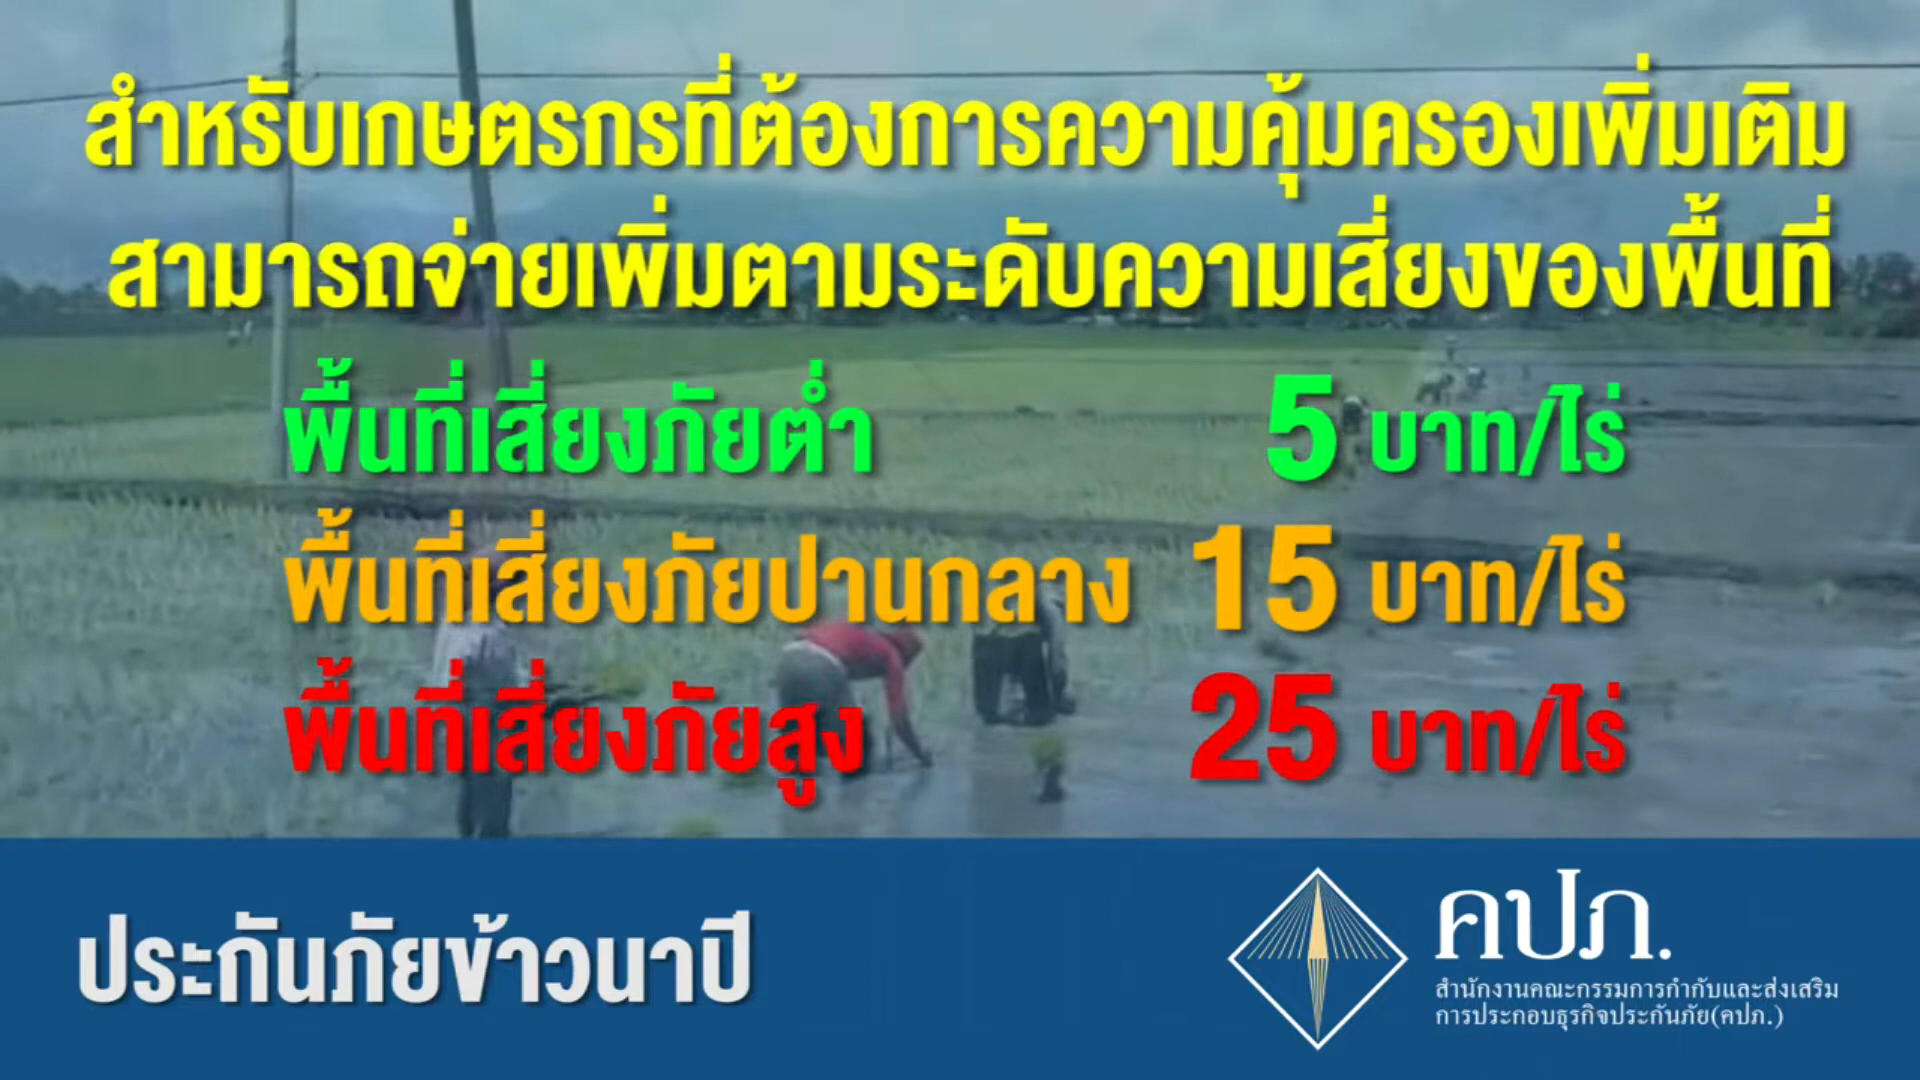 สำหรับเกษตรกรที่ต้องการความคุ้มครองเพิ่มเติม
สามารถจ่ายเพิ่มตามระดับความเสี่ยงของพื้นที่
พื้นที่เสี่ยงภัยต่ำ 5 บาท/ไร่
พื้นที่เสี่ยงภัยปานกลาง 15 บาท/ไร่
พื้นที่เสี่ยงภัยสูง 25 บาท/ไร่
ประกันภัยข้าวนาปี
คปภ.
สำนักงานคณะกรรมการกำกับและส่งเสริม
การประกอบธุรกิจประกันภัย(คปภ.)